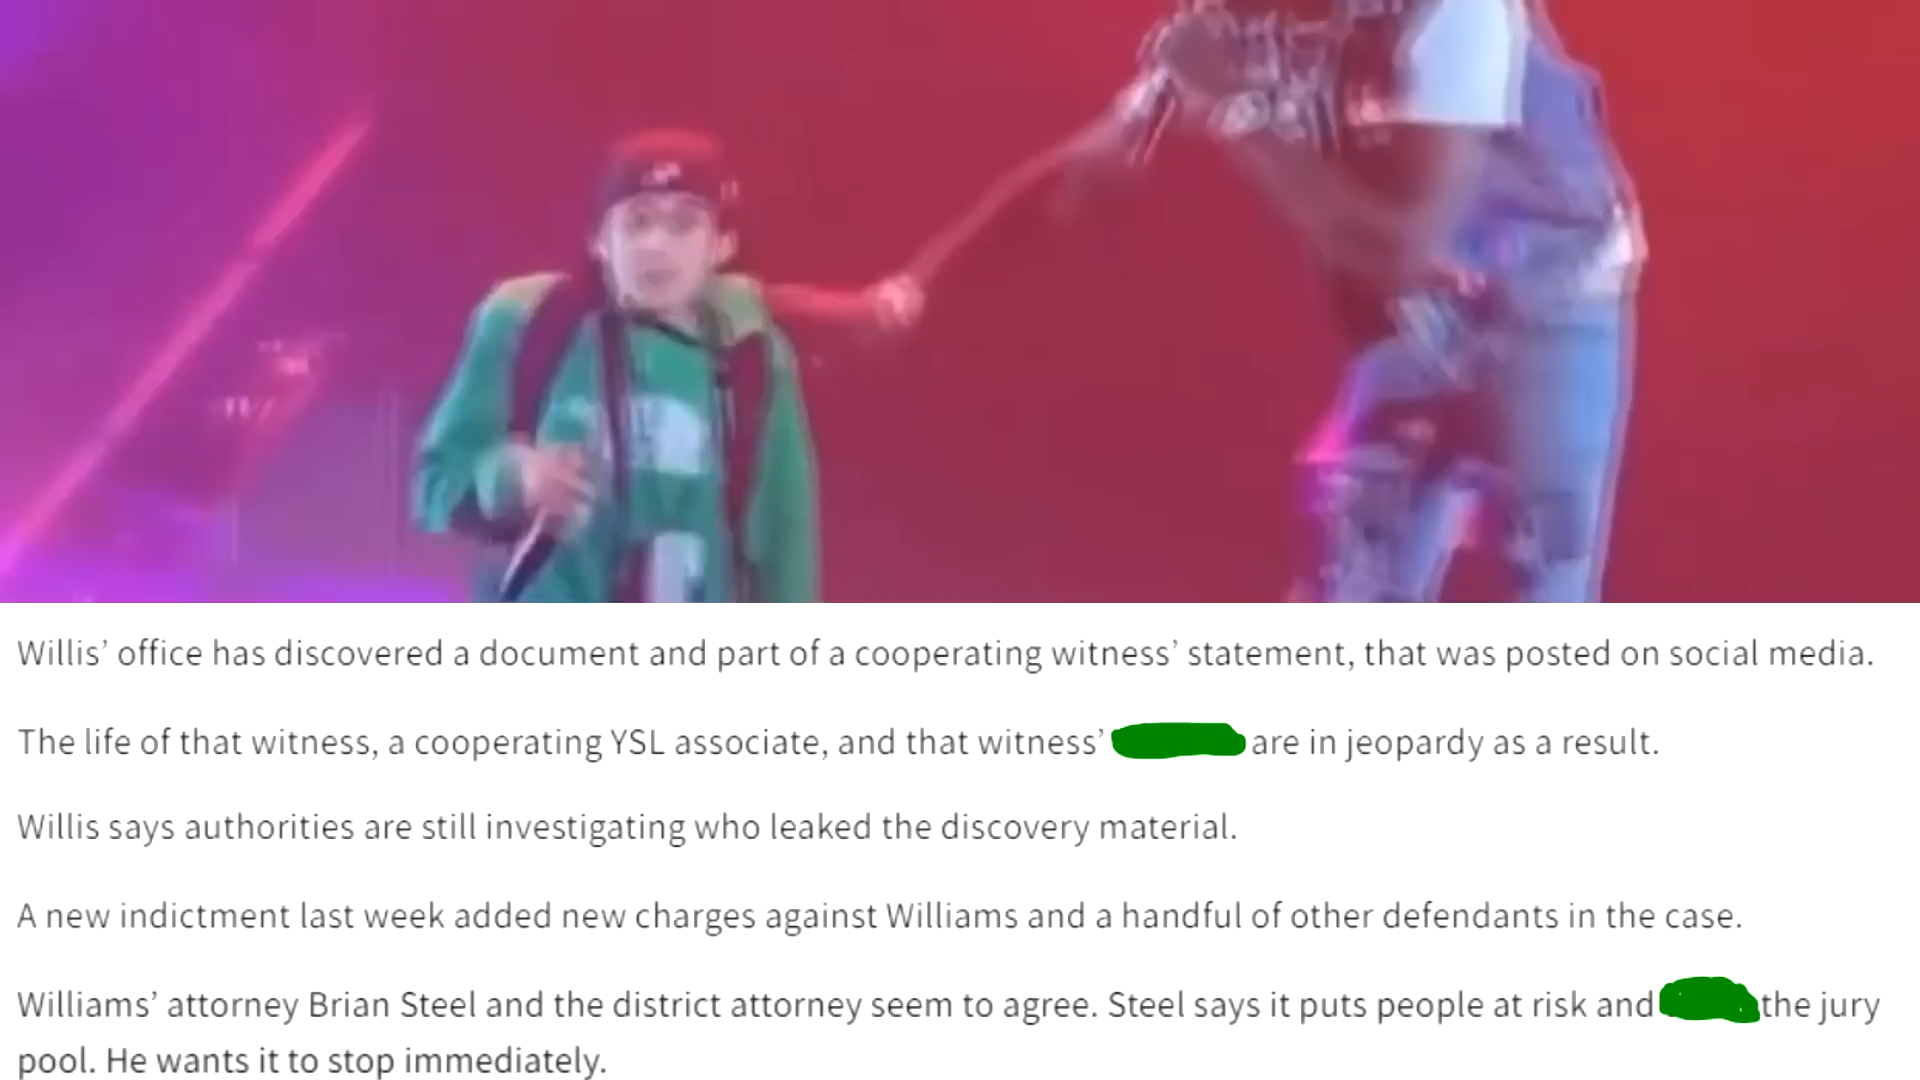 Willis’ office has discovered a document and part of a cooperating witness’ statement, that was posted on social media.
The life of that witness, a cooperating YSL associate, and that witness’ are in jeopardy as a result.
Willis says authorities are still investigating who leaked the discovery material.
A new indictment last week added new charges against Williams and a handful of other defendants in the case.
Williams’ attorney Brian Steel and the district attorney seem to agree. Steel says it puts people at risk and the jury
pool. He wants it to stop immediately.